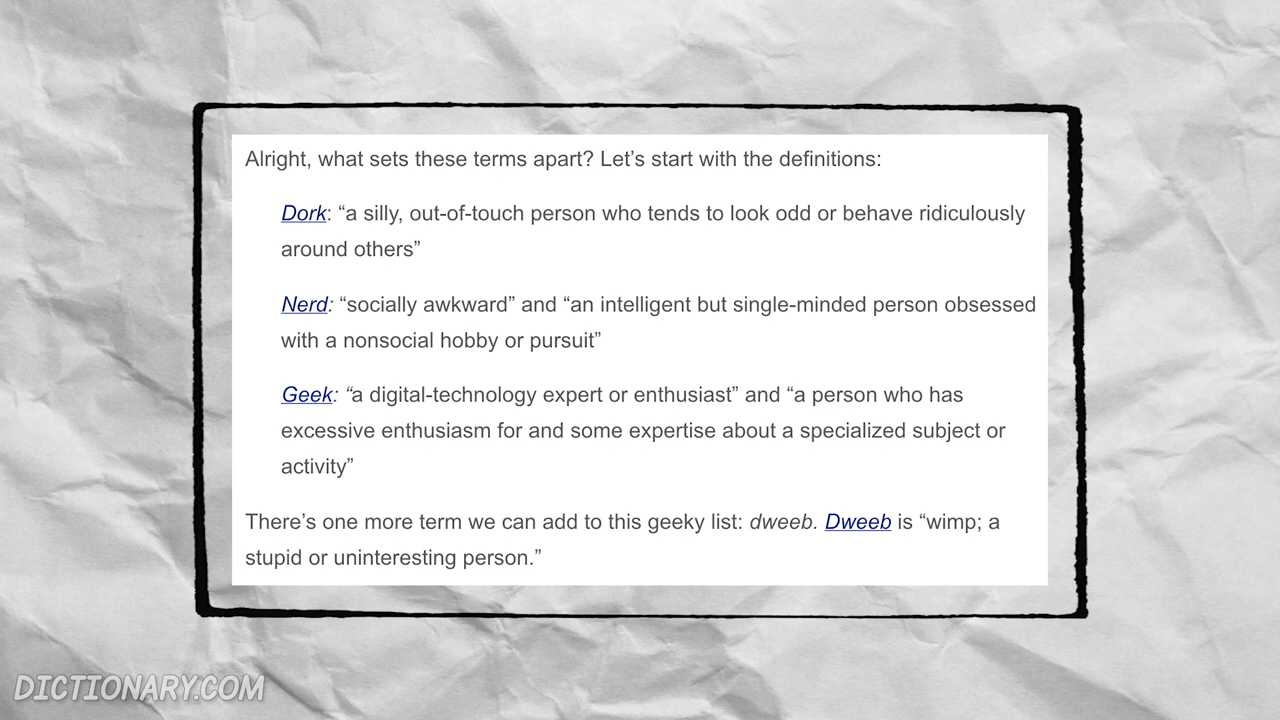 Alright, what sets these terms apart? Let’s start with the definitions:
Dork: “a silly, out-of-touch person who tends to look odd or behave ridiculously
around others”
Nerd: “socially awkward” and “an intelligent but single-minded person obsessed
with a nonsocial hobby or pursuit”
Geek: “a digital-technology expert or enthusiast” and “a person who has
excessive enthusiasm for and some expertise about a specialized subject or
activity”
There’s one more term we can add to this geeky list: dweeb. Dweeb is “wimp; a
stupid or uninteresting person.”
DICTIONARY.COM